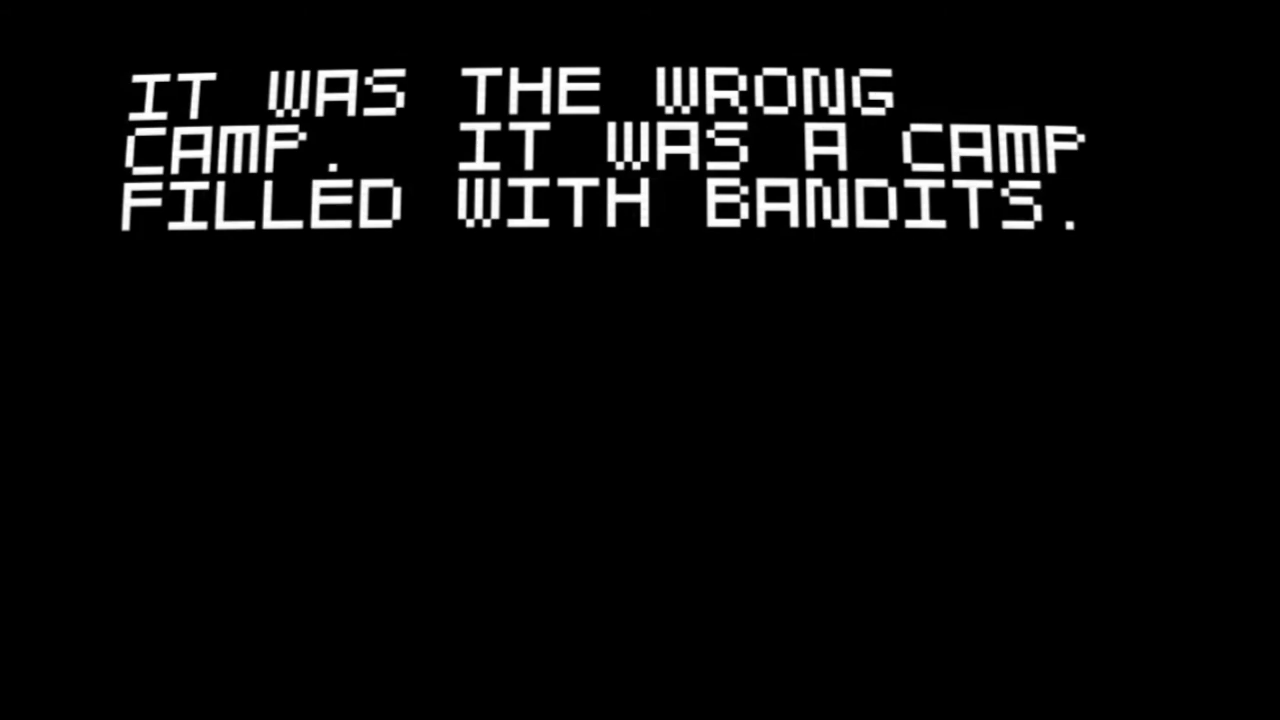 IT WAS THE WRONG
CAMP. IT WAS A CAMP
FILLED WITH BANDITS.